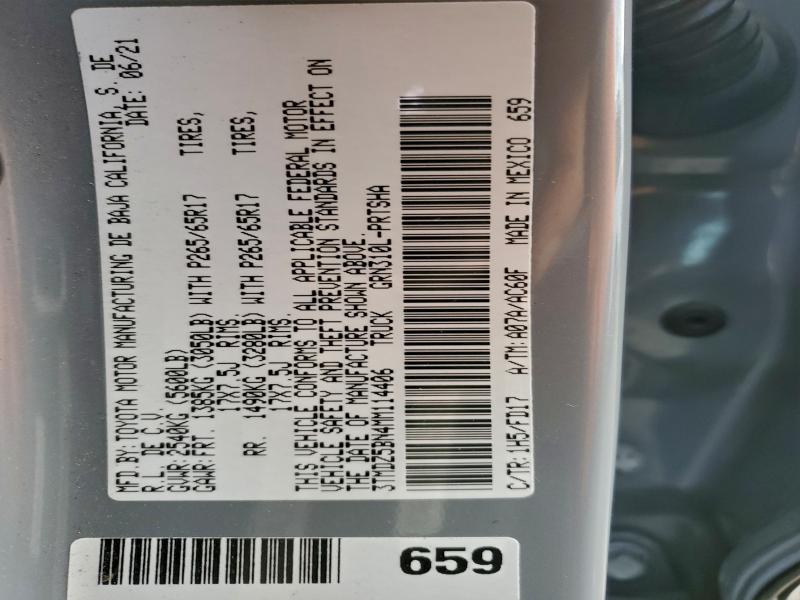 MFD. BY: TOYOTA MOTOR MANUFACTURING DE BAJA CALIFORNIA, S. DE
R.L. DE C.V. DATE: 06/21
GVWR: 2540KG (5600LB)
GAWR: FRT. 1385KG (3050LB) WITH P265/65R17 TIRES,
17X7.5J RIMS.
RR. 1490KG (3280LB) WITH P265/65R17 TIRES,
17X7.5J RIMS.
THIS VEHICLE CONFORMS TO ALL APPLICABLE FEDERAL MOTOR
VEHICLE SAFETY AND THEFT PREVENTION STANDARDS IN EFFECT ON
THE DATE OF MANUFACTURE SHOWN ABOVE.
3TMDZ5BN4MM114406 TRUCK GRN310L-PRTSHA
C/TR: 1H5/FD17 A/TM: A07A/AC60F MADE IN MEXICO 659
659